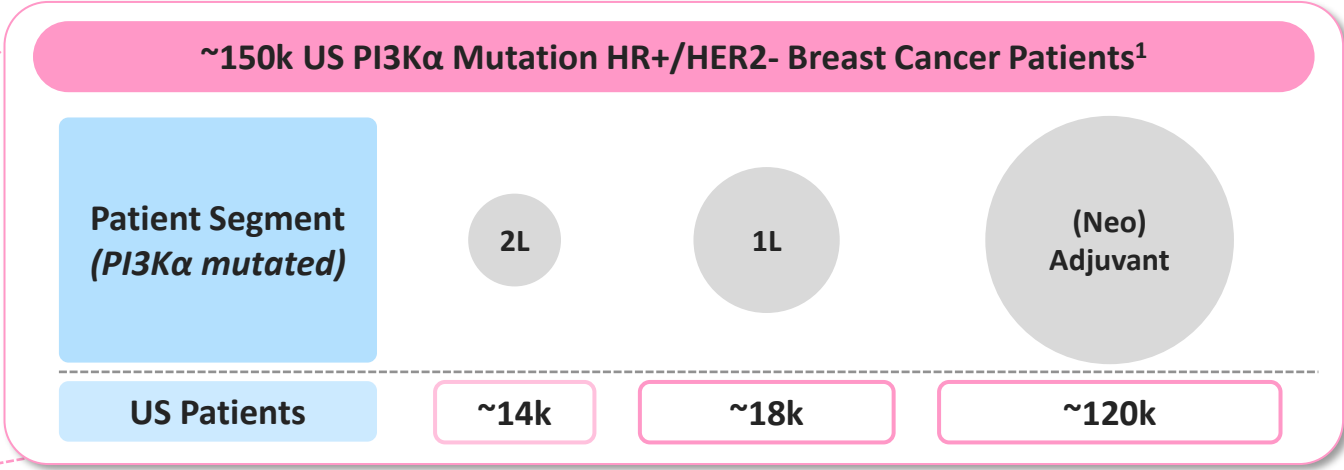 ~150k US PI3Kα Mutation HR+/HER2- Breast Cancer Patients¹
Patient Segment
(PI3Kα mutated)
2L
1L
(Neo)
Adjuvant
US Patients
~14k
~18k
~120k